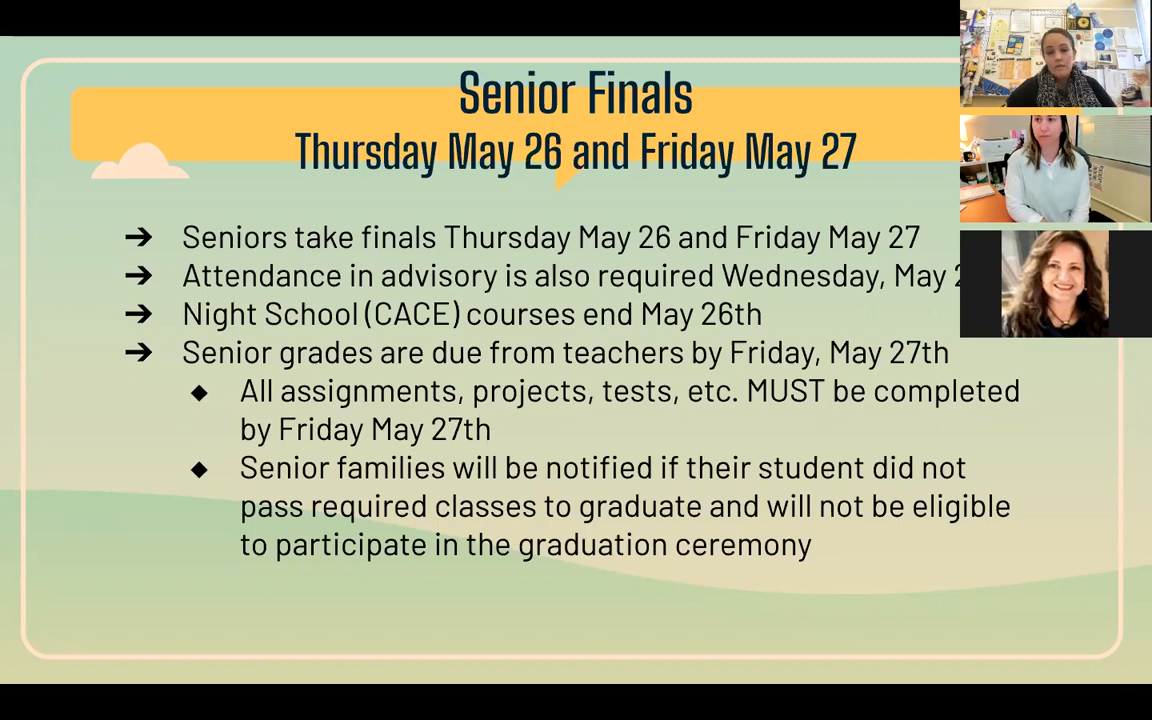 Senior Finals
Thursday May 26 and Friday May 27
➔ Seniors take finals Thursday May 26 and Friday May 27
➔ Attendance in advisory is also required Wednesday, May
➔ Night School (CACE) courses end May 26th
➔ Senior grades are due from teachers by Friday, May 27th
◆ All assignments, projects, tests, etc. MUST be completed
by Friday May 27th
◆ Senior families will be notified if their student did not
pass required classes to graduate and will not be eligible
to participate in the graduation ceremony